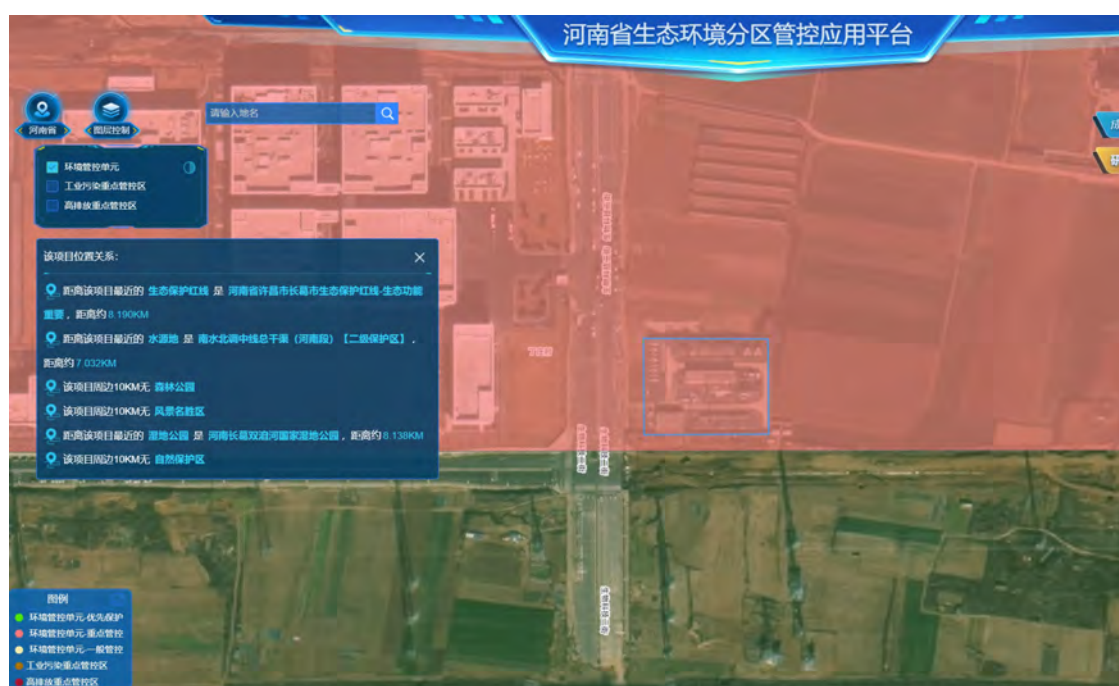 河南省生态环境分区管控应用平台
请输入地名
河南省
图层控制
环境管控单元
工业污染重点管控区
高排放重点管控区
该项目位置关系:
距离该项目最近的 生态保护红线 是 河南省许昌市长葛市生态保护红线-生态功能
重要，距离约 8.190KM
距离该项目最近的 水源地 是 南水北调中线总干渠（河南段）【二级保护区】，
距离约 7.032KM
该项目周边10KM无 森林公园
该项目周边10KM无 风景名胜区
距离该项目最近的 湿地公园 是 河南长葛双洎河国家湿地公园，距离约 8.138KM
该项目周边10KM无 自然保护区
图例
环境管控单元-优先保护
环境管控单元-重点管控
环境管控单元-一般管控
工业污染重点管控区
高排放重点管控区